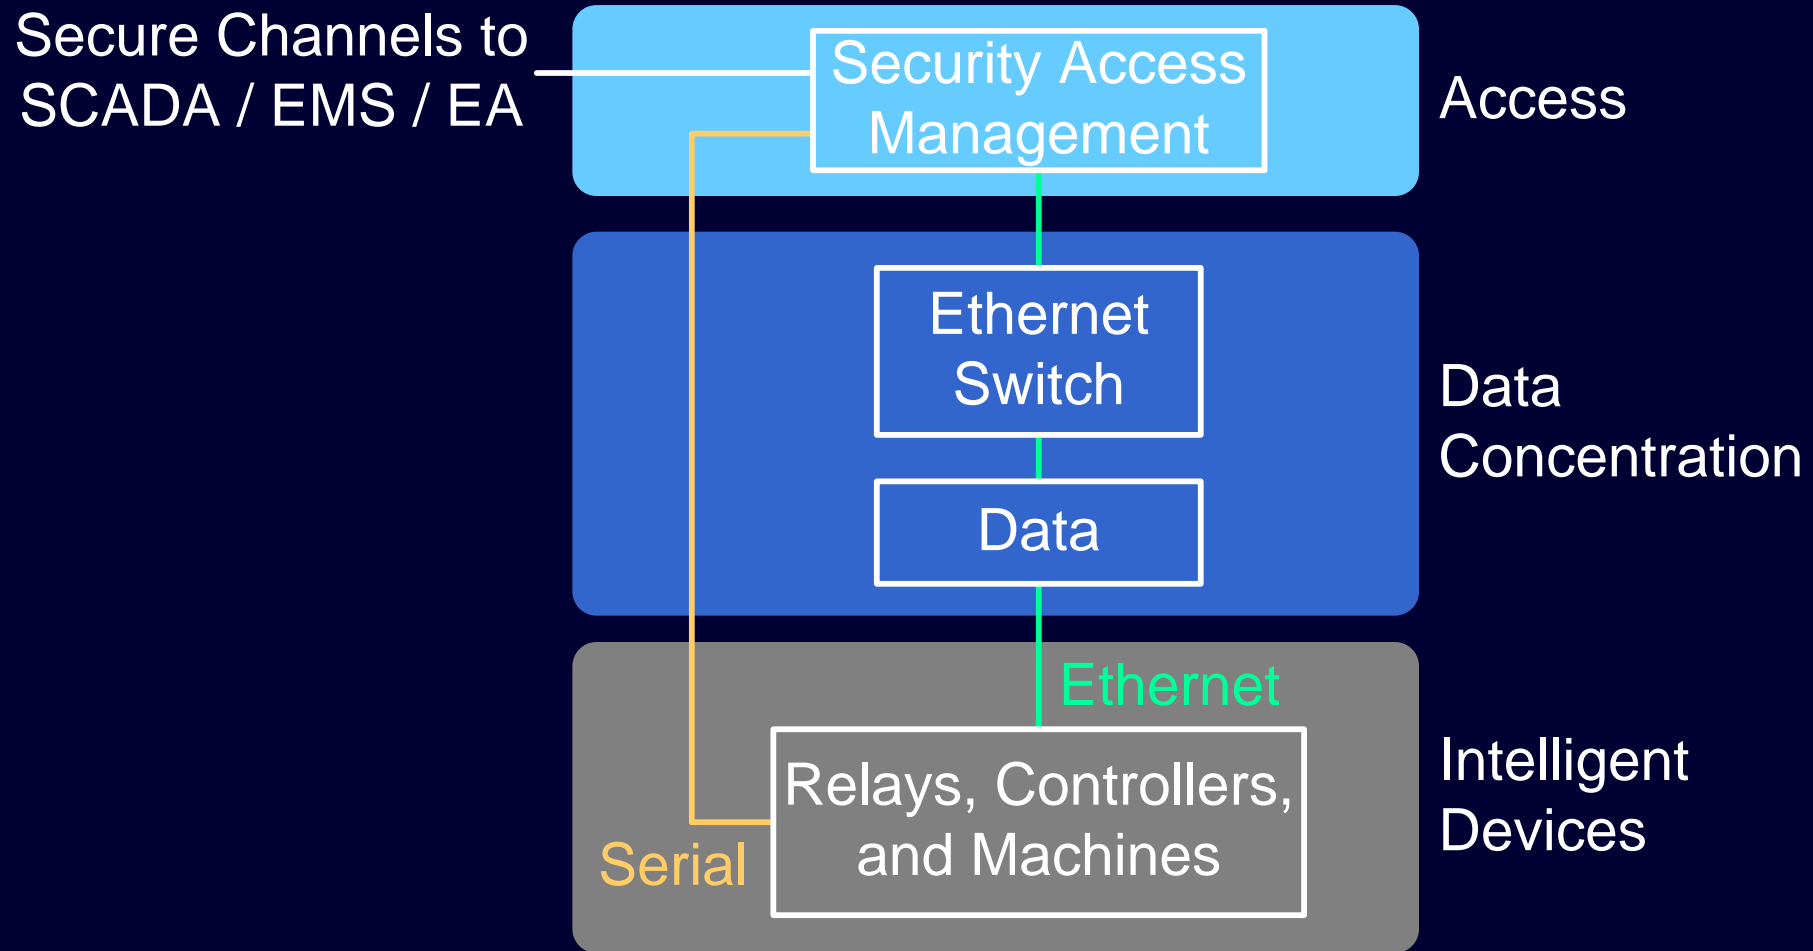 Secure Channels to
SCADA / EMS / EA
Security Access
Management
Access
Ethernet
Switch
Data
Data
Concentration
Ethernet
Relays, Controllers,
and Machines
Serial
Intelligent
Devices